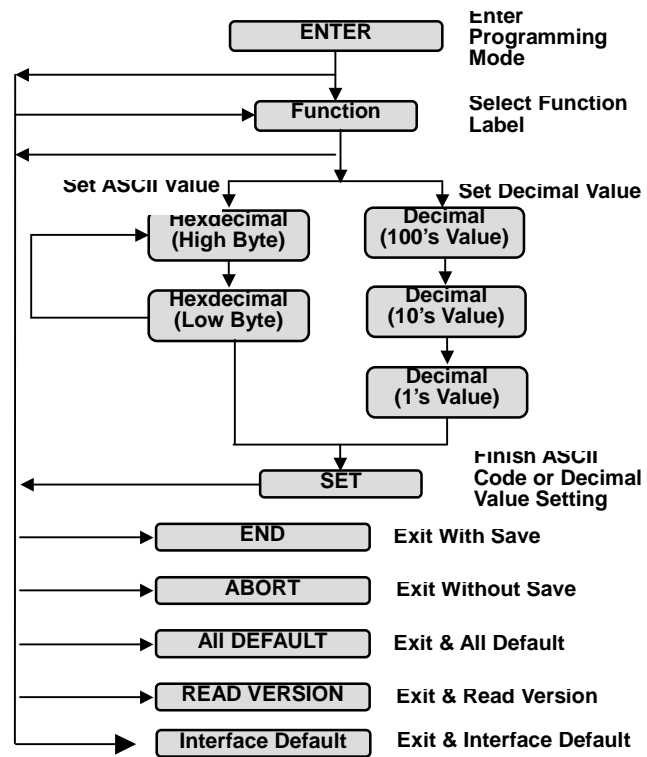 ENTER
Enter
Programming
Mode
Function
Select Function
Label
Set ASCII Value
Set Decimal Value
Hexdecimal
(High Byte)
Decimal
(100's Value)
Hexdecimal
(Low Byte)
Decimal
(10's Value)
Decimal
(1's Value)
SET
Finish ASCII
Code or Decimal
Value Setting
END
Exit With Save
ABORT
Exit Without Save
All DEFAULT
Exit & All Default
READ VERSION
Exit & Read Version
Interface Default
Exit & Interface Default